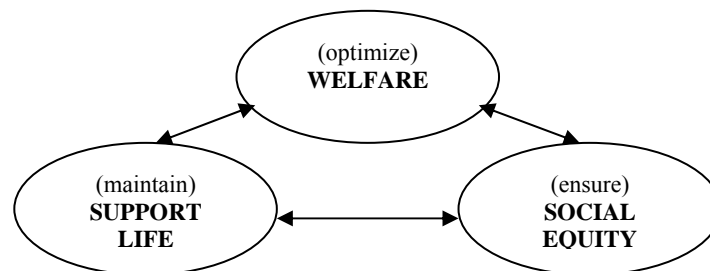 (optimize)
WELFARE
(maintain)
SUPPORT
LIFE
(ensure)
SOCIAL
EQUITY